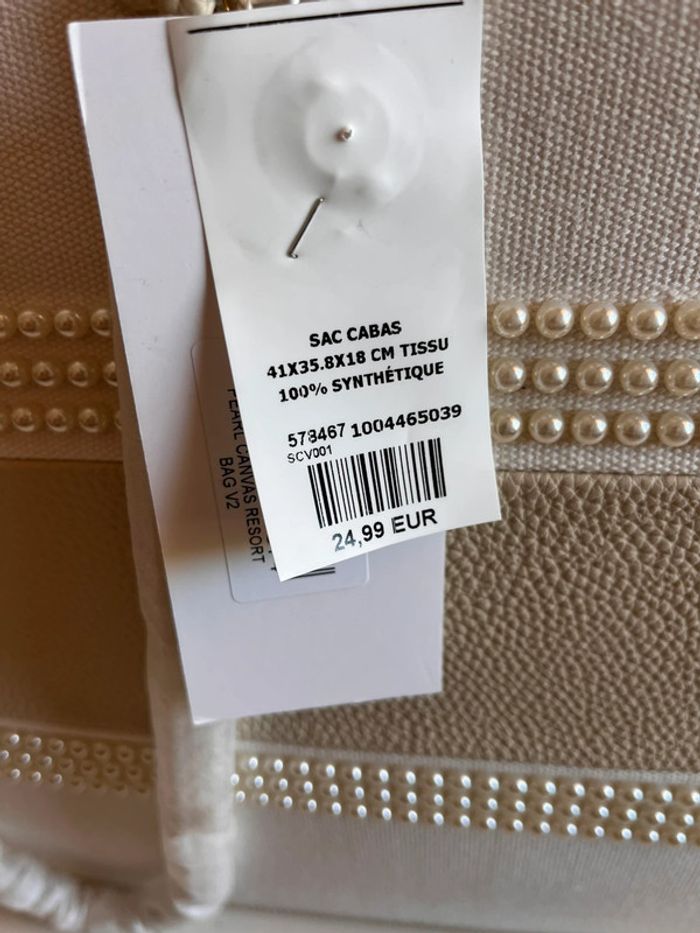 SAC CABAS
41X35.8X18 CM TISSU
100% SYNTHÉTIQUE
578467 1004465039
SCV001
24,99 EUR
PEARL CANVAS RESORT
BAG V2